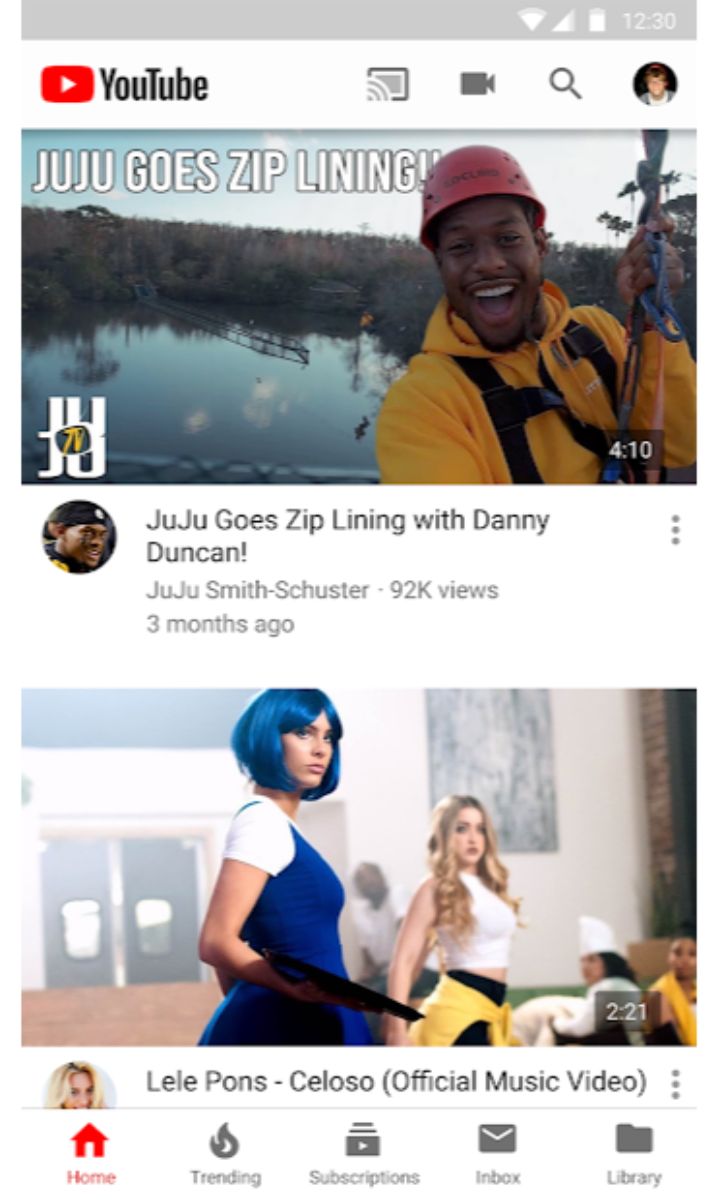 12:30
YouTube
JUJU GOES ZIP LINING!!
JUJU
TV
4:10
JuJu Goes Zip Lining with Danny
Duncan!
JuJu Smith-Schuster · 92K views
3 months ago
2:21
Lele Pons - Celoso (Official Music Video)
Home
Trending
Subscriptions
Inbox
Library